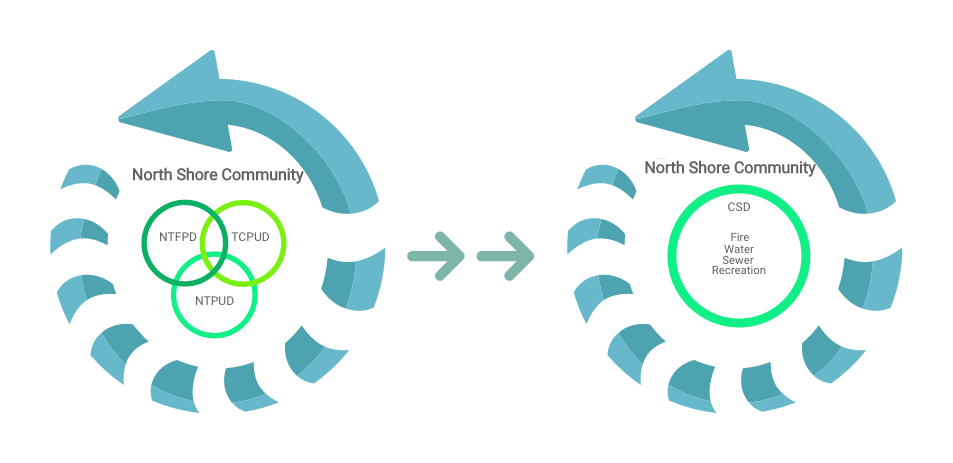 North Shore Community
NTFPD
TCPUD
NTPUD
North Shore Community
CSD
Fire
Water
Sewer
Recreation